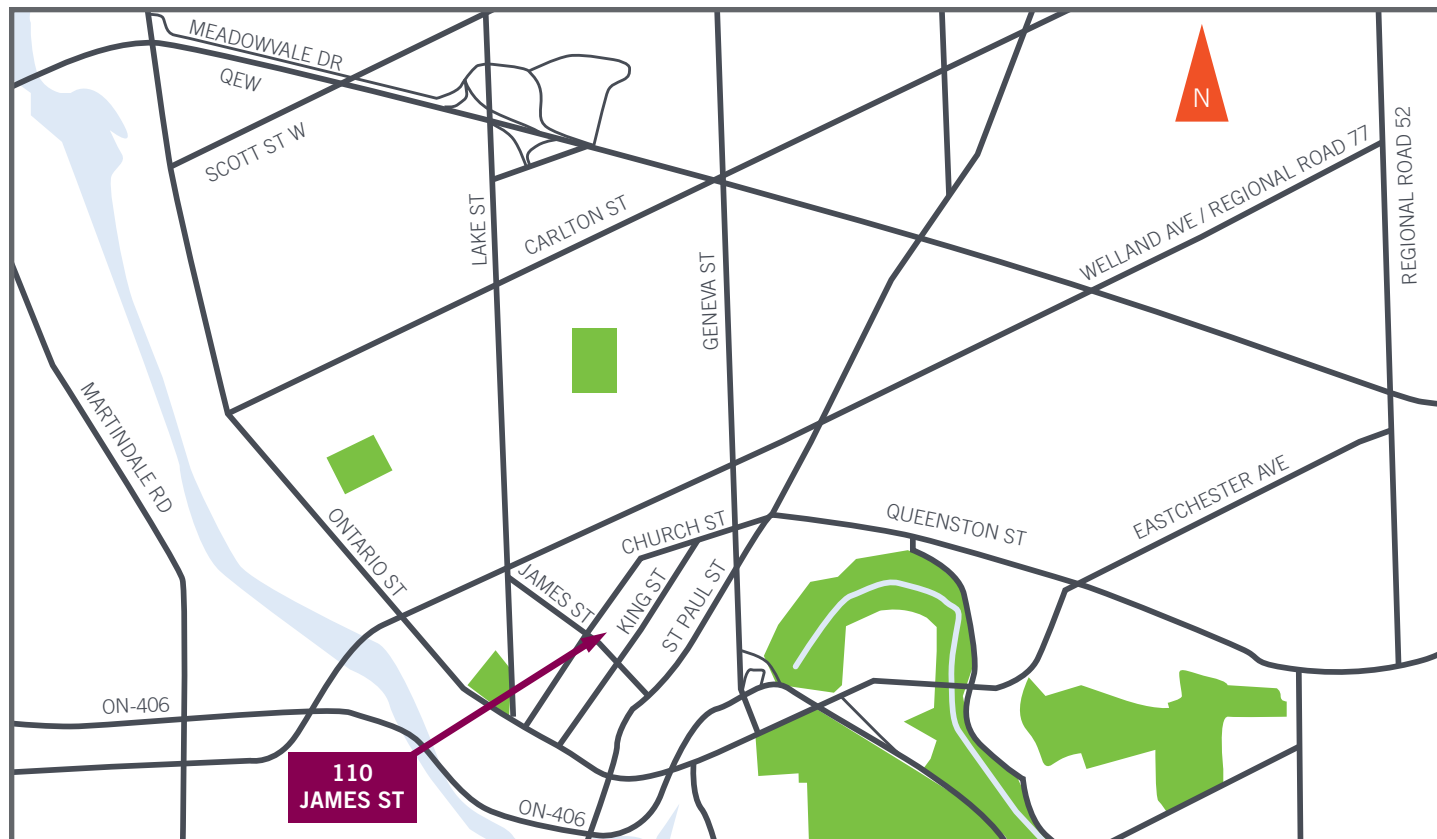 MEADOWVALE DR
QEW
N
SCOTT ST W
REGIONAL ROAD 52
WELLAND AVE / REGIONAL ROAD 77
LAKE ST
CARLTON ST
GENEVA ST
MARTINDALE RD
ONTARIO ST
EASTCHESTER AVE
QUEENSTON ST
CHURCH ST
JAMES ST
KING ST
ST PAUL ST
ON-406
110
JAMES ST
ON-406